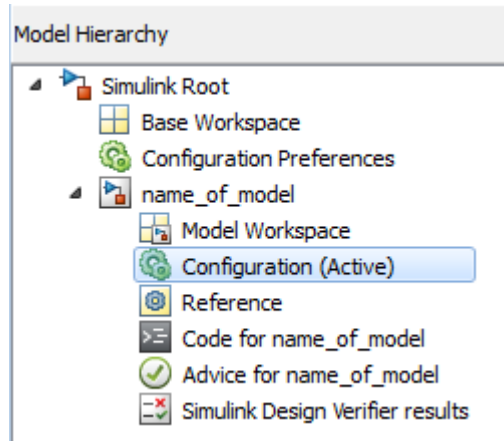 Model Hierarchy
Simulink Root
Base Workspace
Configuration Preferences
name_of_model
Model Workspace
Configuration (Active)
Reference
Code for name_of_model
Advice for name_of_model
Simulink Design Verifier results